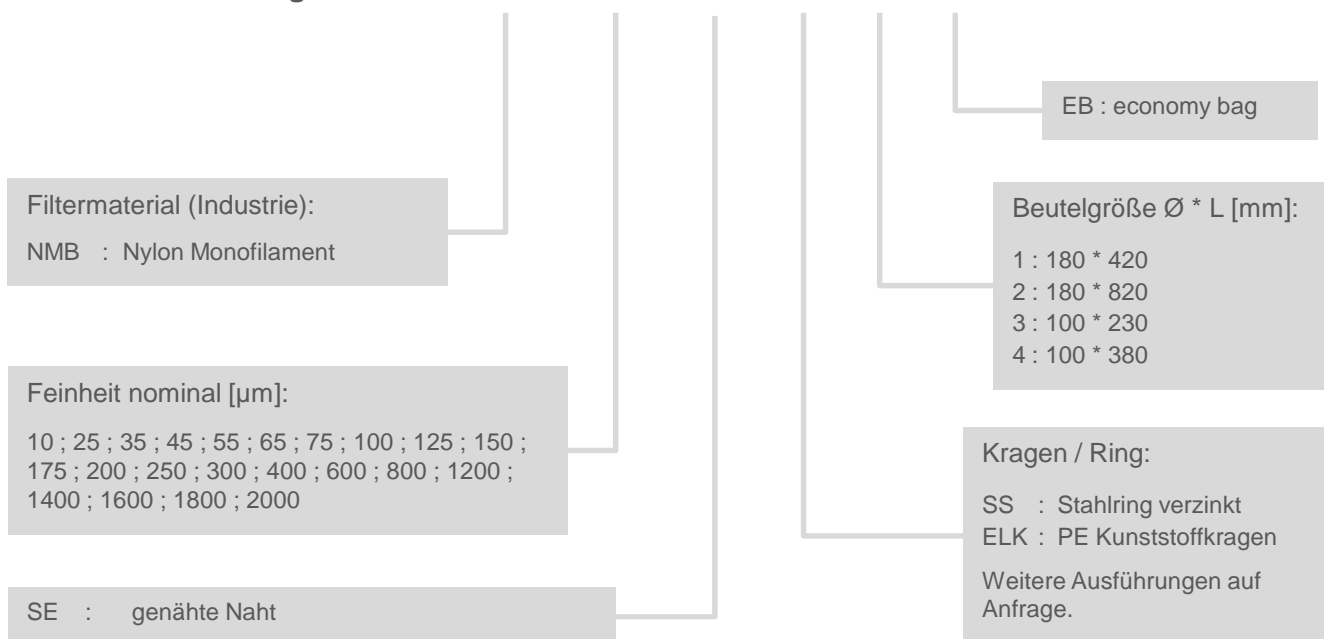 EB : economy bag
Filtermaterial (Industrie):
NMB : Nylon Monofilament
Beutelgröße Ø * L [mm]:
1 : 180 * 420
2 : 180 * 820
3 : 100 * 230
4 : 100 * 380
Feinheit nominal [µm]:
10 ; 25 ; 35 ; 45 ; 55 ; 65 ; 75 ; 100 ; 125 ; 150 ;
175 ; 200 ; 250 ; 300 ; 400 ; 600 ; 800 ; 1200 ;
1400 ; 1600 ; 1800 ; 2000
Kragen / Ring:
SS : Stahlring verzinkt
ELK : PE Kunststoffkragen
Weitere Ausführungen auf
Anfrage.
SE : genähte Naht